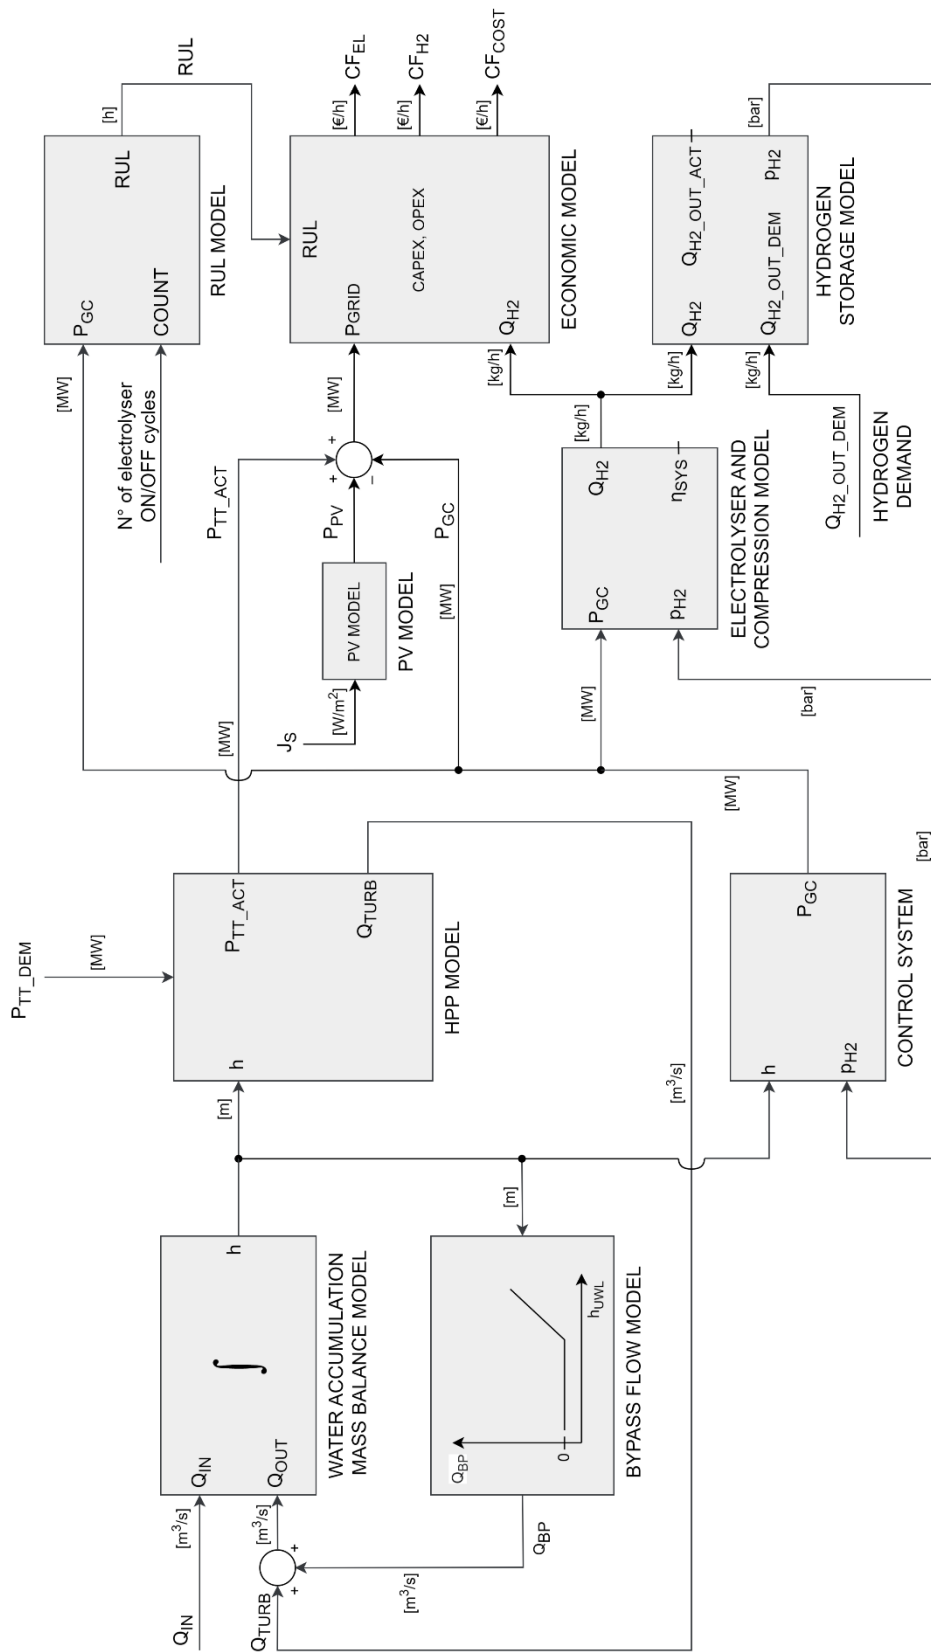 Q_IN
[m³/s]
Q_IN
Q_OUT
[m³/s]
h
WATER ACCUMULATION
MASS BALANCE MODEL
Q_TURB
+
+
[m³/s]
Q_BP
Q_BP
0
h_UWL
BYPASS FLOW MODEL
[m]
[m]
P_TT_DEM
[MW]
h
P_TT_ACT
Q_TURB
HPP MODEL
[m³/s]
h
p_H2
P_GC
CONTROL SYSTEM
[bar]
[MW]
[MW]
P_TT_ACT
J_S
[W/m²]
PV MODEL
PV MODEL
P_PV
+
+
−
P_GC
[MW]
[MW]
N° of electrolyser
ON/OFF cycles
[MW]
P_GC
COUNT
RUL
RUL MODEL
[h]
RUL
RUL
P_GRID
CAPEX, OPEX
Q_H2
ECONOMIC MODEL
[€/h]
CF_EL
[€/h]
CF_H2
[€/h]
CF_COST
[MW]
[bar]
P_GC
p_H2
Q_H2
η_SYS
ELECTROLYSER AND
COMPRESSION MODEL
[kg/h]
[kg/h]
[kg/h]
[kg/h]
Q_H2_OUT_DEM
HYDROGEN
DEMAND
Q_H2
Q_H2_OUT_DEM
Q_H2_OUT_ACT
p_H2
HYDROGEN
STORAGE MODEL
[bar]